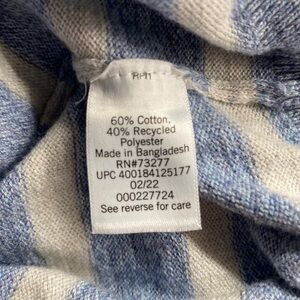 60% Cotton,
40% Recycled
Polyester
Made in Bangladesh
RN#73277
UPC 400184125177
02/22
000227724
See reverse for care